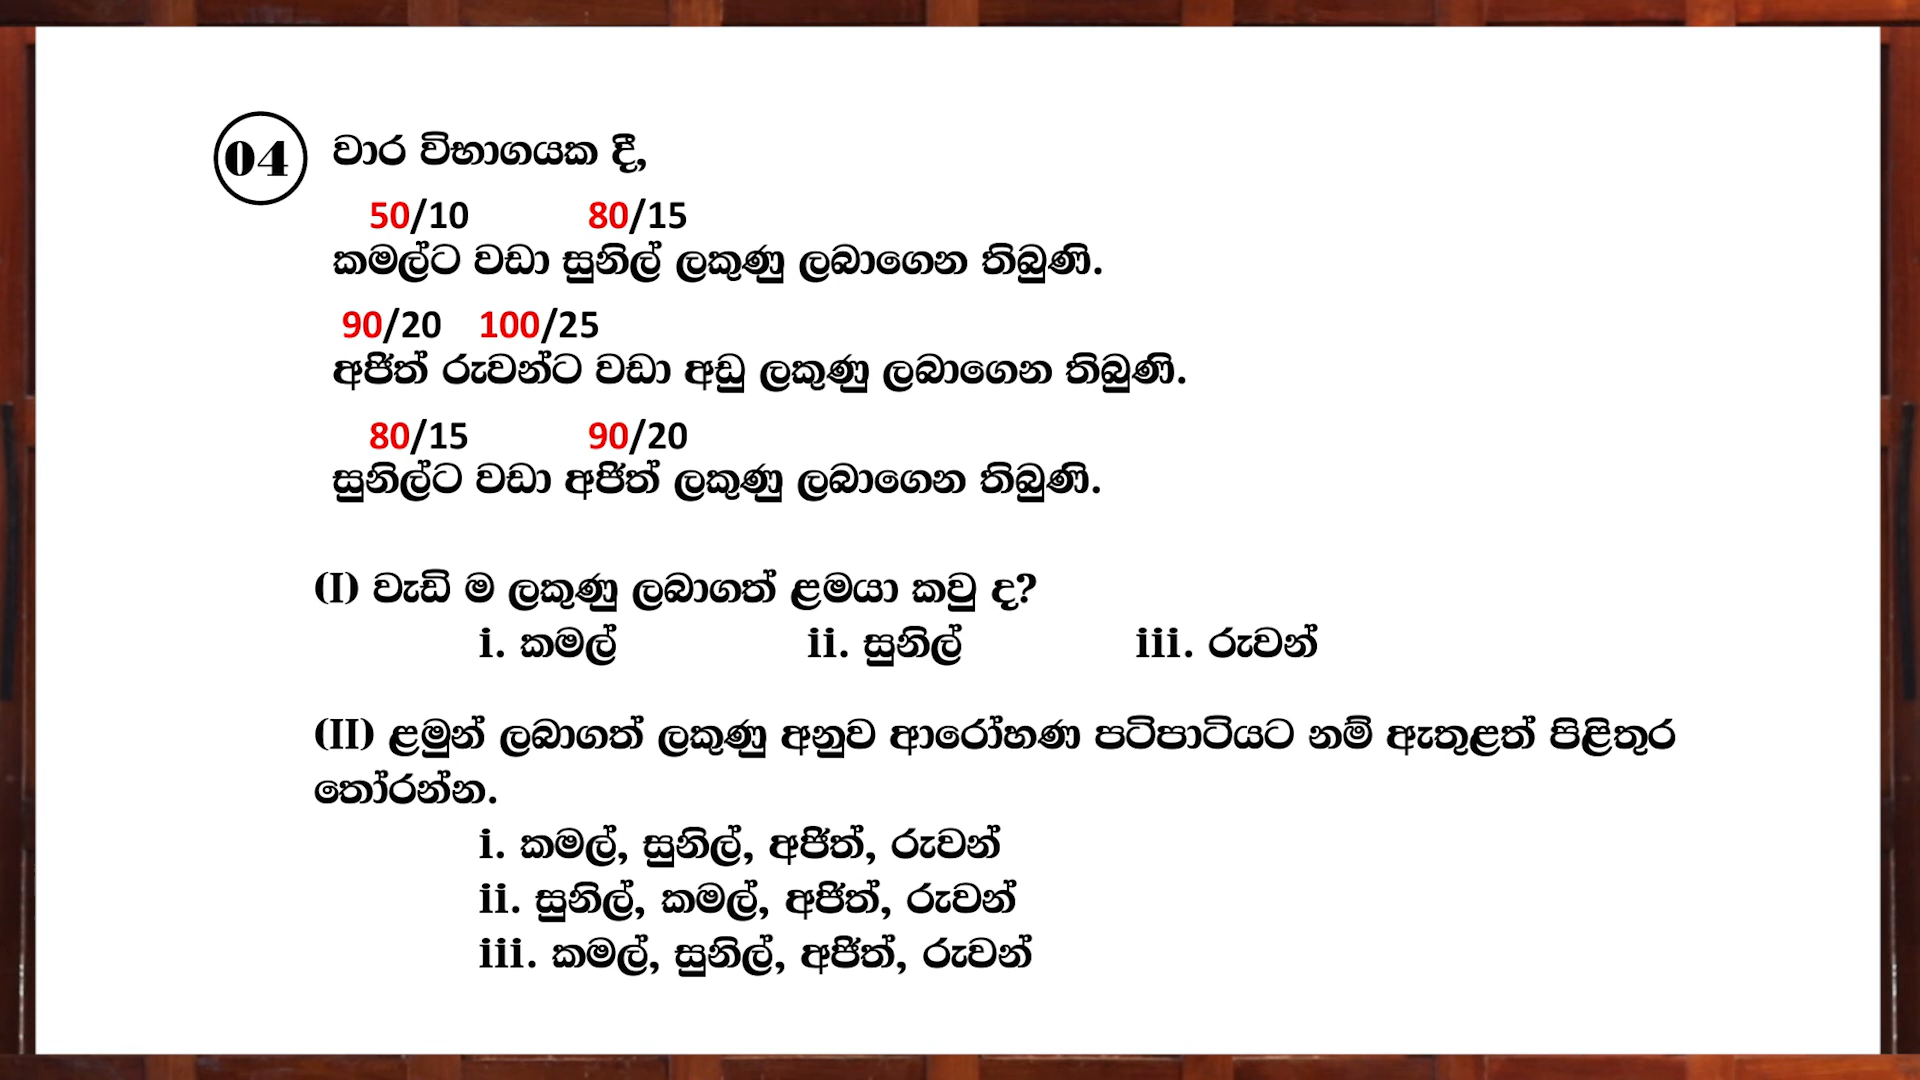 04 වාර විභාගයක දී,
50/10 80/15
කමල්ට වඩා සුනිල් ලකුණු ලබාගෙන තිබුණි.
90/20 100/25
අජිත් රුවන්ට වඩා අඩු ලකුණු ලබාගෙන තිබුණි.
80/15 90/20
සුනිල්ට වඩා අජිත් ලකුණු ලබාගෙන තිබුණි.
(I) වැඩි ම ලකුණු ලබාගත් ළමයා කවු ද?
i. කමල් ii. සුනිල් iii. රුවන්
(II) ළමුන් ලබාගත් ලකුණු අනුව ආරෝහණ පටිපාටියට නම් ඇතුළත් පිළිතුර
තෝරන්න.
i. කමල්, සුනිල්, අජිත්, රුවන්
ii. සුනිල්, කමල්, අජිත්, රුවන්
iii. කමල්, සුනිල්, අජිත්, රුවන්